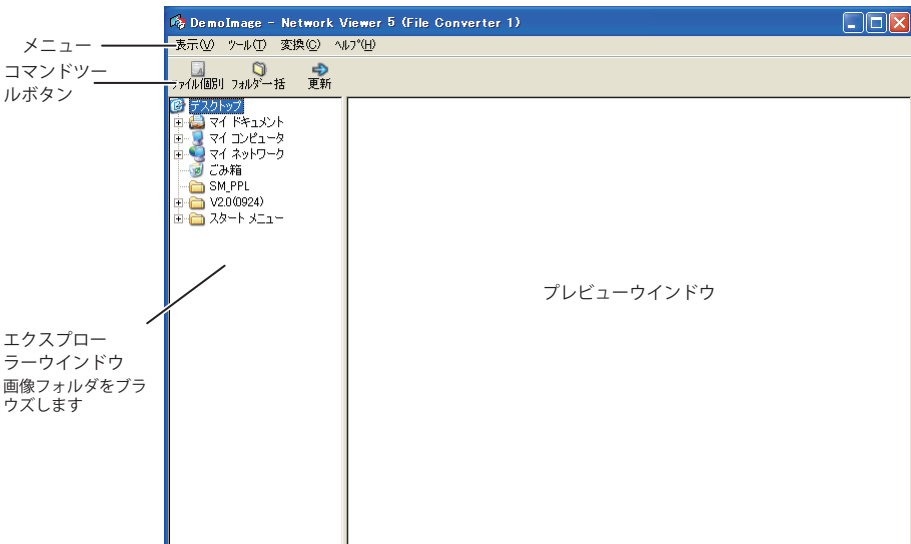 DemoImage - Network Viewer 5 (File Converter 1)
メニュー
表示(V) ツール(T) 変換(C) ヘルプ(H)
コマンドツー
ルボタン
ファイル個別 フォルダ一括 更新
デスクトップ
マイ ドキュメント
マイ コンピュータ
マイ ネットワーク
ごみ箱
SM_PPL
V2.0(0924)
スタート メニュー
プレビューウインドウ
エクスプロー
ラーウインドウ
画像フォルダをブラ
ウズします